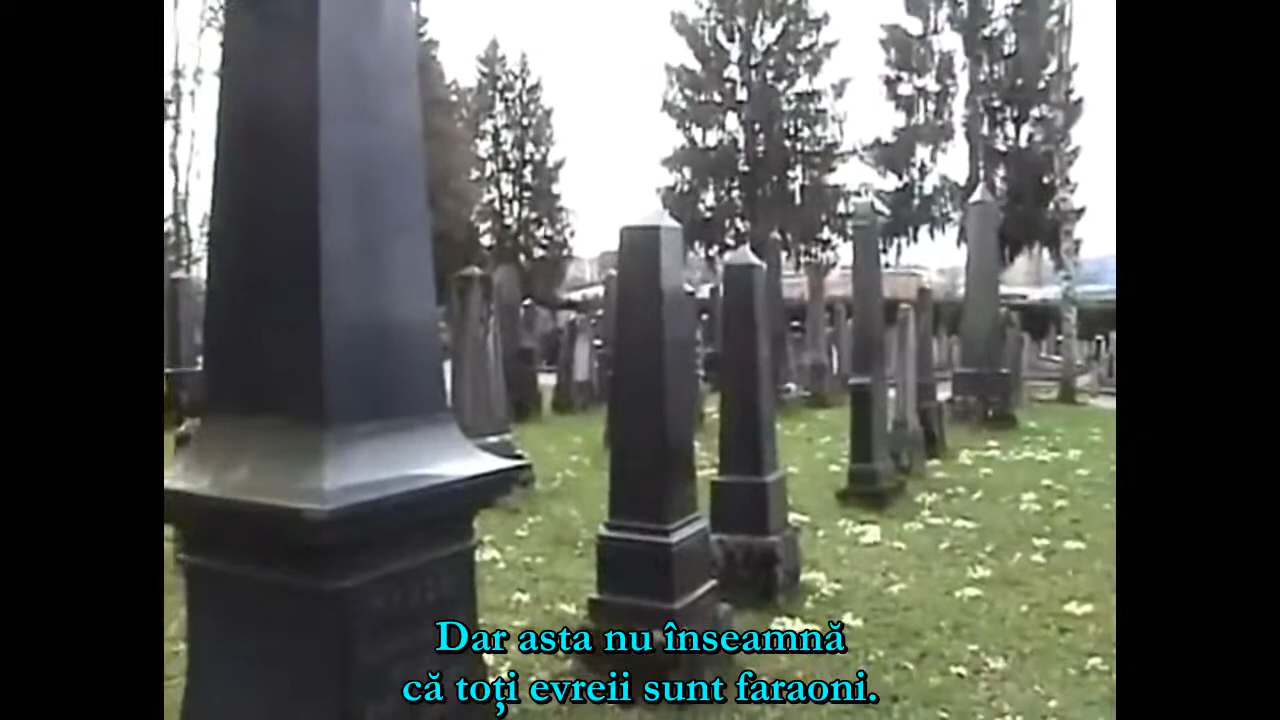 Dar asta nu înseamnă
că toți evreii sunt faraoni.